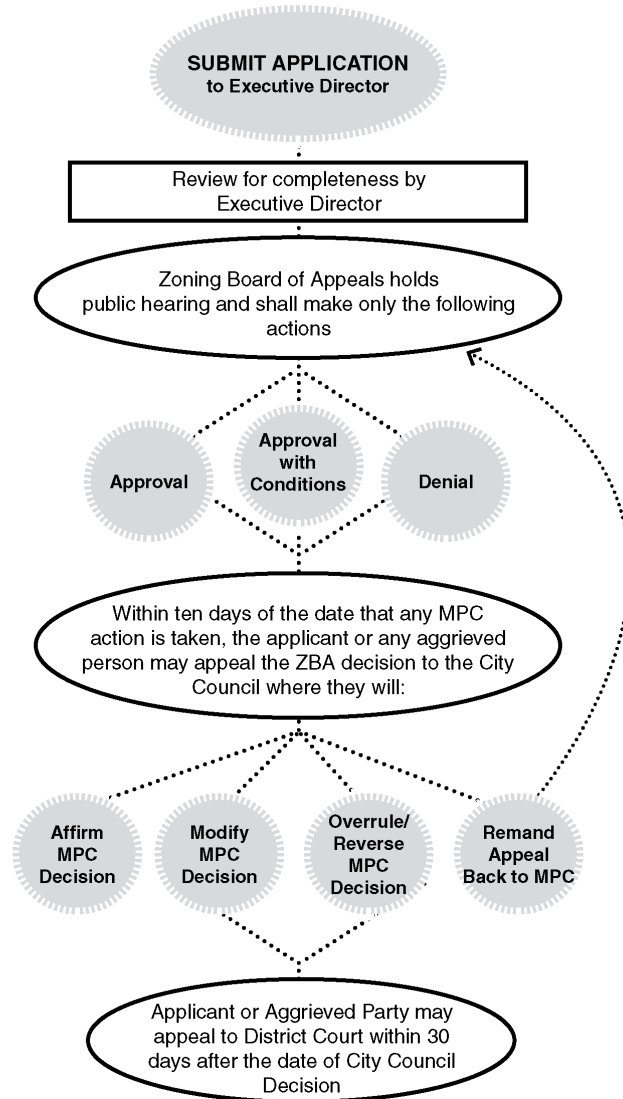 SUBMIT APPLICATION
to Executive Director
Review for completeness by
Executive Director
Zoning Board of Appeals holds
public hearing and shall make only the following
actions
Approval
Approval
with
Conditions
Denial
Within ten days of the date that any MPC
action is taken, the applicant or any aggrieved
person may appeal the ZBA decision to the City
Council where they will:
Affirm
MPC
Decision
Modify
MPC
Decision
Overrule/
Reverse
MPC
Decision
Remand
Appeal
Back to MPC
Applicant or Aggrieved Party may
appeal to District Court within 30
days after the date of City Council
Decision